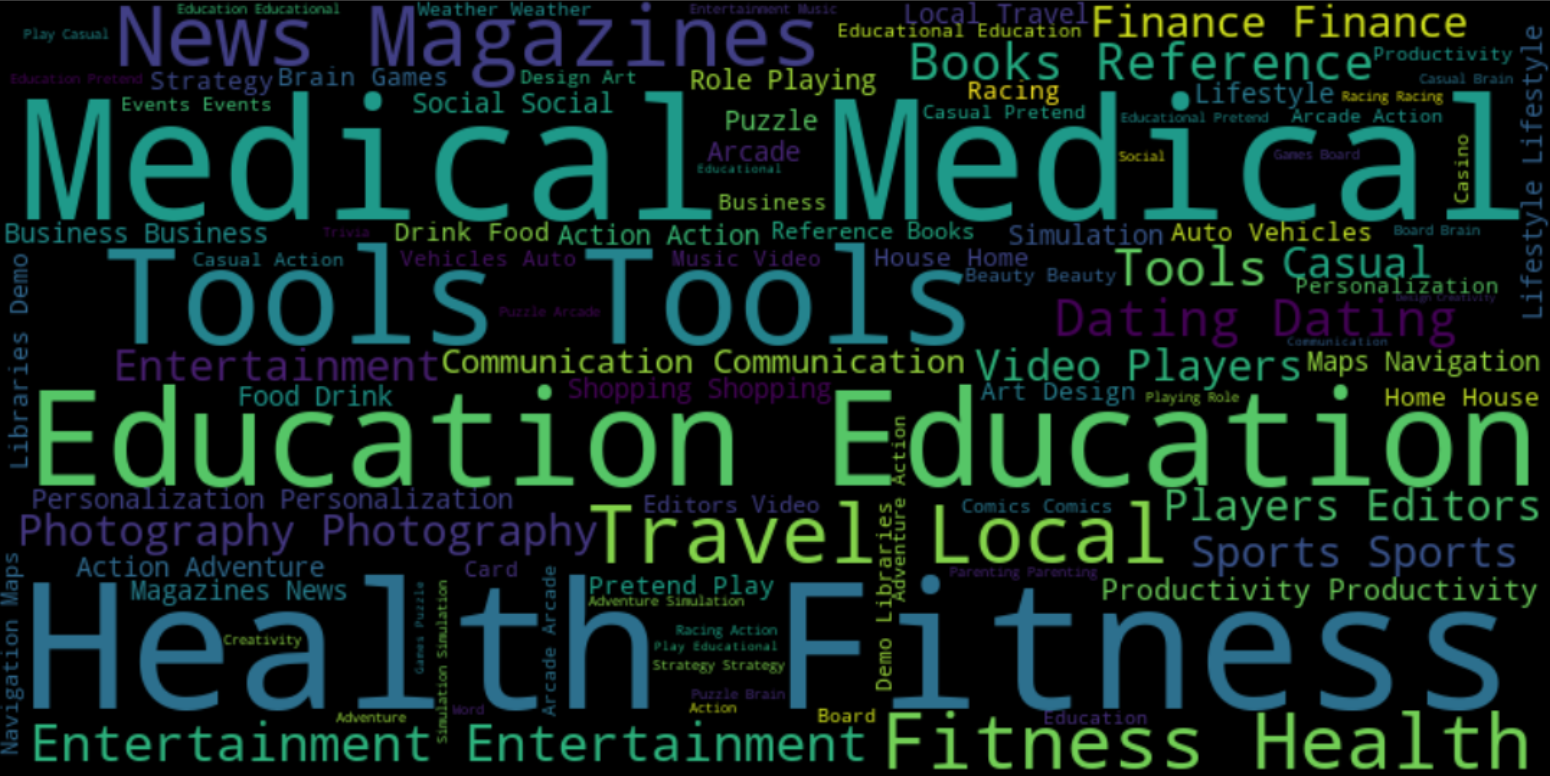 Education Educational
Weather Weather
Entertainment Music
Local Travel
Finance Finance
Play Casual
News Magazines
Educational Education
Books Reference
Productivity
Education Pretend
Strategy
Brain Games
Design Art
Role Playing
Racing
Lifestyle
Casual Brain
Racing Racing
Events Events
Social Social
Casual Pretend
Educational Pretend
Arcade Action
Medical Medical
Puzzle
Arcade
Educational
Social
Games Board
Casino
Business
Lifestyle Lifestyle
Business Business
Trivia
Drink Food
Action Action
Reference Books
Simulation
Auto Vehicles
Board Brain
Casual Action
Vehicles Auto
Music Video
House Home
Beauty Beauty
Tools
Casual
Personalization
Design Creativity
Tools Tools
Puzzle Arcade
Dating Dating
Communication
Libraries Demo
Entertainment
Communication Communication
Video Players
Maps Navigation
Food Drink
Shopping Shopping
Art Design
Playing Role
Home House
Education Education
Adventure Action
Personalization Personalization
Editors Video
Comics Comics
Players Editors
Photography Photography
Travel Local
Sports Sports
Demo Libraries
Navigation Maps
Action Adventure
Card
Parenting Parenting
Magazines News
Pretend Play
Productivity Productivity
Adventure Simulation
Health Fitness
Creativity
Games Puzzle
Simulation Simulation
Arcade Arcade
Racing Action
Play Educational
Strategy Strategy
Puzzle Brain
Action
Adventure
Word
Board
Education
Entertainment Entertainment
Fitness Health